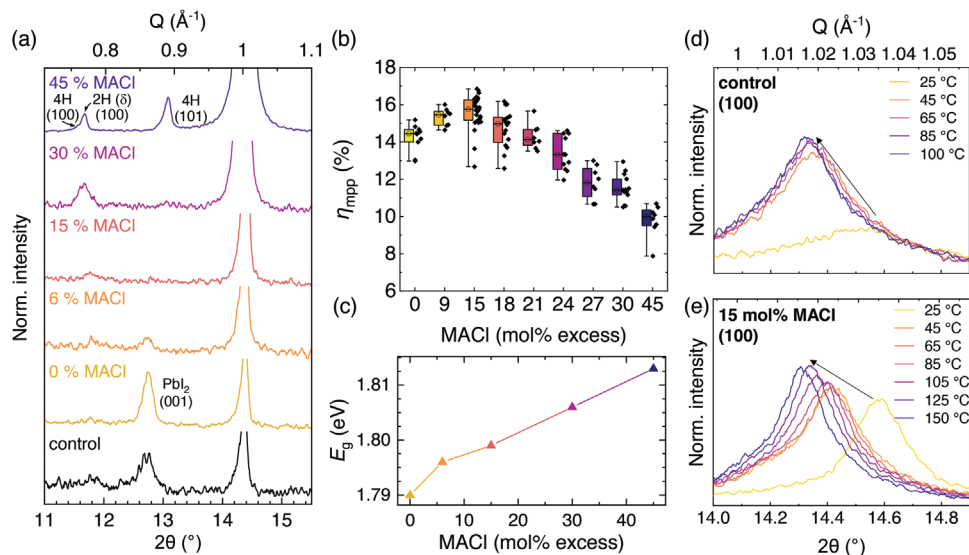 (a)
Q (Å⁻¹)
0.8 0.9 1 1.1
45 % MACl
4H
(100)
2H (δ)
(100)
4H
(101)
30 % MACl
15 % MACl
6 % MACl
0 % MACl
PbI₂
(001)
control
Norm. intensity
11 12 13 14 15
2θ (°)
(b)
18
16
14
12
10
8
6
ηmpp (%)
0 9 15 18 21 24 27 30 45
MACl (mol% excess)
(c)
1.81
1.80
1.79
Eg (eV)
0 10 20 30 40
MACl (mol% excess)
(d)
Q (Å⁻¹)
1 1.01 1.02 1.03 1.04 1.05
control
(100)
25 °C
45 °C
65 °C
85 °C
100 °C
Norm. intensity
(e)
15 mol% MACl
(100)
25 °C
45 °C
65 °C
85 °C
105 °C
125 °C
150 °C
Norm. intensity
14.0 14.2 14.4 14.6 14.8
2θ (°)